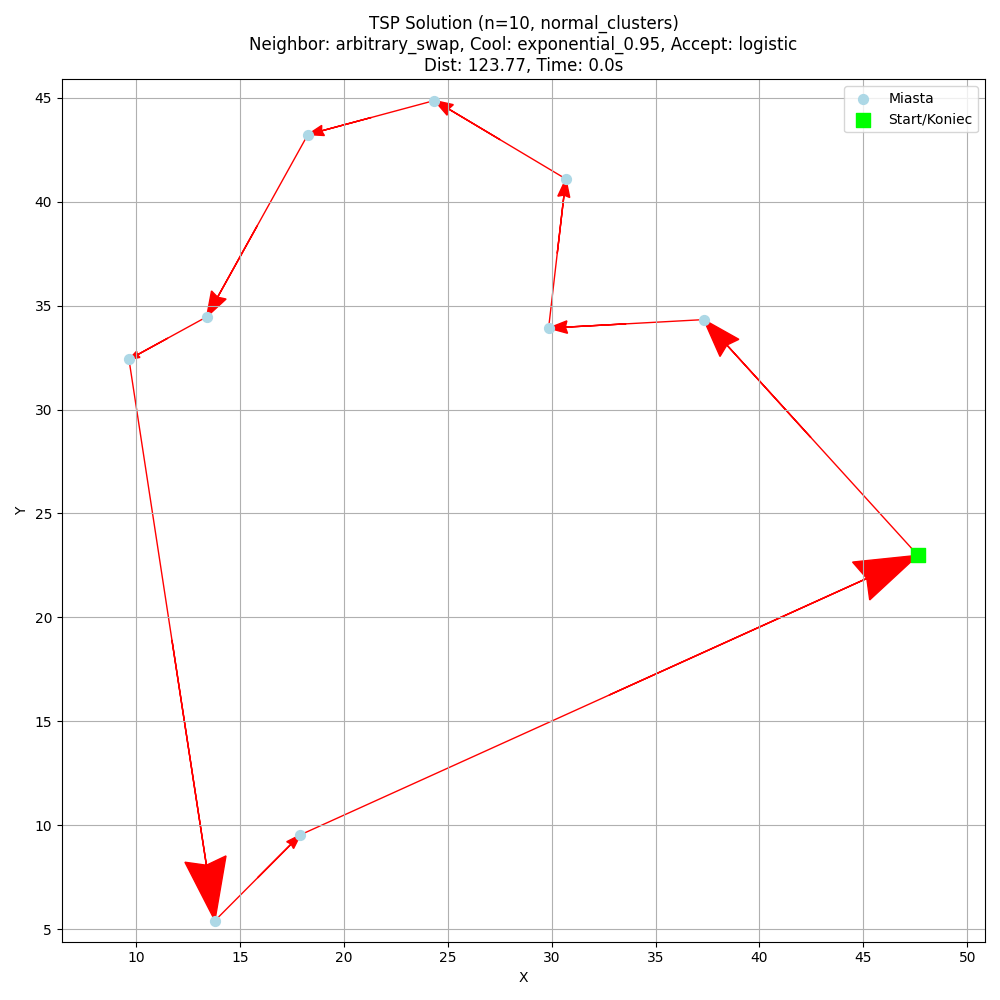 TSP Solution (n=10, normal_clusters)
Neighbor: arbitrary_swap, Cool: exponential_0.95, Accept: logistic
Dist: 123.77, Time: 0.0s
Miasta
Start/Koniec
45
40
35
30
25
20
15
10
5
Y
10 15 20 25 30 35 40 45 50
X